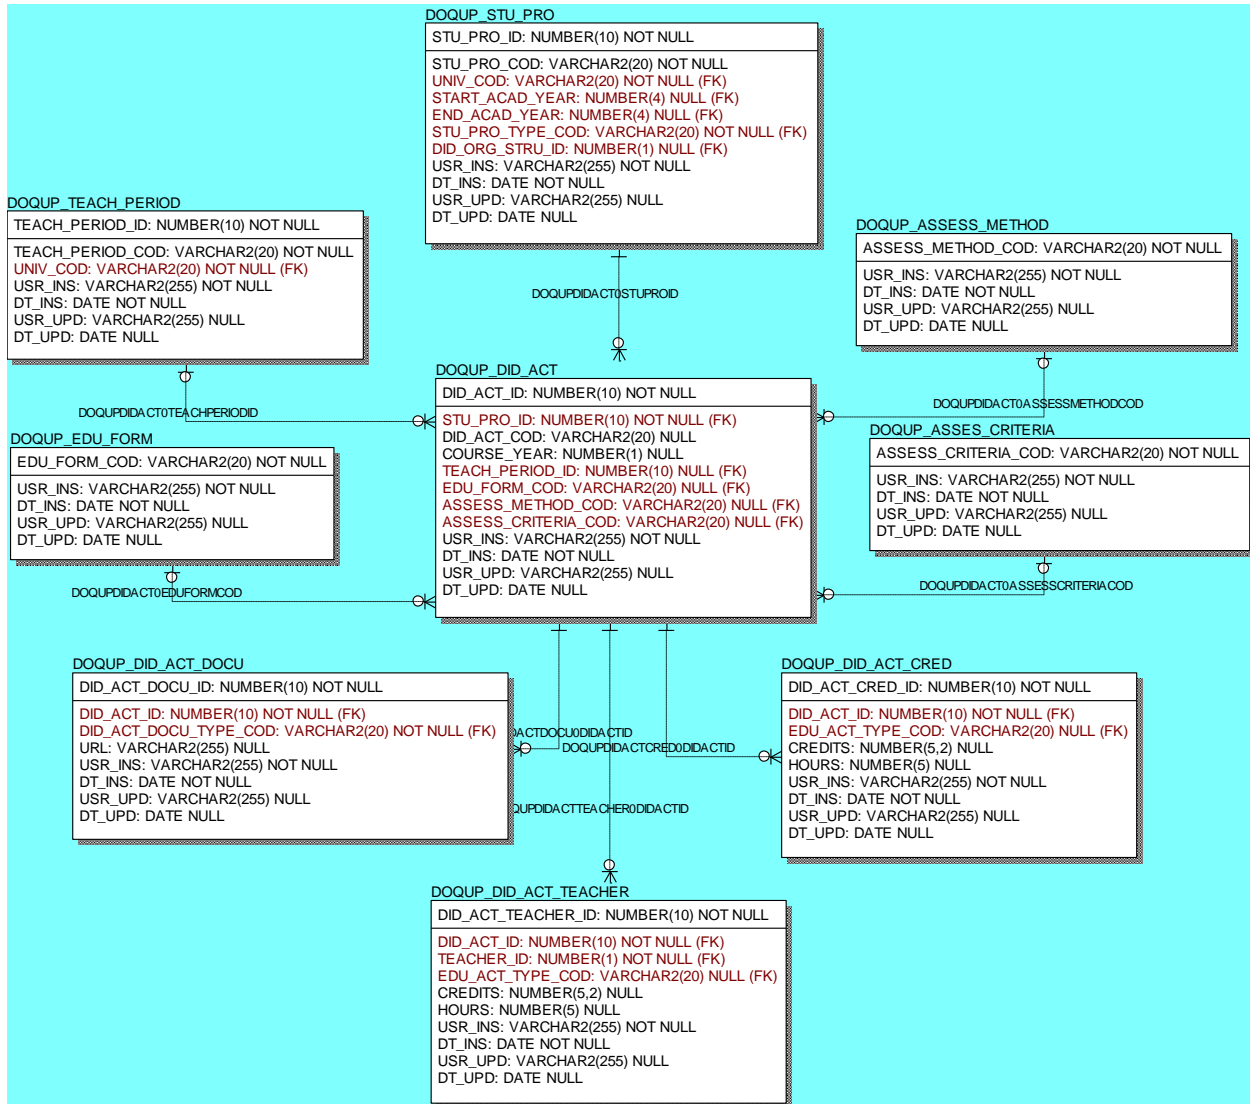 DOQUP_STU_PRO
STU_PRO_ID: NUMBER(10) NOT NULL
STU_PRO_COD: VARCHAR2(20) NOT NULL
UNIV_COD: VARCHAR2(20) NOT NULL (FK)
START_ACAD_YEAR: NUMBER(4) NULL (FK)
END_ACAD_YEAR: NUMBER(4) NULL (FK)
STU_PRO_TYPE_COD: VARCHAR2(20) NOT NULL (FK)
DID_ORG_STRU_ID: NUMBER(1) NULL (FK)
USR_INS: VARCHAR2(255) NOT NULL
DT_INS: DATE NOT NULL
USR_UPD: VARCHAR2(255) NULL
DT_UPD: DATE NULL
DOQUP_TEACH_PERIOD
TEACH_PERIOD_ID: NUMBER(10) NOT NULL
TEACH_PERIOD_COD: VARCHAR2(20) NOT NULL
UNIV_COD: VARCHAR2(20) NOT NULL (FK)
USR_INS: VARCHAR2(255) NOT NULL
DT_INS: DATE NOT NULL
USR_UPD: VARCHAR2(255) NULL
DT_UPD: DATE NULL
DOQUP_ASSESS_METHOD
ASSESS_METHOD_COD: VARCHAR2(20) NOT NULL
USR_INS: VARCHAR2(255) NOT NULL
DT_INS: DATE NOT NULL
USR_UPD: VARCHAR2(255) NULL
DT_UPD: DATE NULL
DOQUPDIDACT0STUPROID
DOQUPDIDACT0TEACHPERIODID
DOQUPDIDACT0ASSESSMETHODCOD
DOQUP_DID_ACT
DID_ACT_ID: NUMBER(10) NOT NULL
STU_PRO_ID: NUMBER(10) NOT NULL (FK)
DID_ACT_COD: VARCHAR2(20) NULL
COURSE_YEAR: NUMBER(1) NULL
TEACH_PERIOD_ID: NUMBER(10) NULL (FK)
EDU_FORM_COD: VARCHAR2(20) NULL (FK)
ASSESS_METHOD_COD: VARCHAR2(20) NULL (FK)
ASSESS_CRITERIA_COD: VARCHAR2(20) NULL (FK)
USR_INS: VARCHAR2(255) NOT NULL
DT_INS: DATE NOT NULL
USR_UPD: VARCHAR2(255) NULL
DT_UPD: DATE NULL
DOQUP_EDU_FORM
EDU_FORM_COD: VARCHAR2(20) NOT NULL
USR_INS: VARCHAR2(255) NOT NULL
DT_INS: DATE NOT NULL
USR_UPD: VARCHAR2(255) NULL
DT_UPD: DATE NULL
DOQUP_ASSES_CRITERIA
ASSESS_CRITERIA_COD: VARCHAR2(20) NOT NULL
USR_INS: VARCHAR2(255) NOT NULL
DT_INS: DATE NOT NULL
USR_UPD: VARCHAR2(255) NULL
DT_UPD: DATE NULL
DOQUPDIDACT0EDUFORMCOD
DOQUPDIDACT0ASSESSCRITERIACOD
DOQUP_DID_ACT_DOCU
DID_ACT_DOCU_ID: NUMBER(10) NOT NULL
DID_ACT_ID: NUMBER(10) NOT NULL (FK)
DID_ACT_DOCU_TYPE_COD: VARCHAR2(20) NOT NULL (FK)
URL: VARCHAR2(255) NULL
USR_INS: VARCHAR2(255) NOT NULL
DT_INS: DATE NOT NULL
USR_UPD: VARCHAR2(255) NULL
DT_UPD: DATE NULL
ACTDOCU0DIDACTID
DOQUPDIDACTCRED0DIDACTID
QUPDIDACTTEACHER0DIDACTID
DOQUP_DID_ACT_CRED
DID_ACT_CRED_ID: NUMBER(10) NOT NULL
DID_ACT_ID: NUMBER(10) NOT NULL (FK)
EDU_ACT_TYPE_COD: VARCHAR2(20) NULL (FK)
CREDITS: NUMBER(5,2) NULL
HOURS: NUMBER(5) NULL
USR_INS: VARCHAR2(255) NOT NULL
DT_INS: DATE NOT NULL
USR_UPD: VARCHAR2(255) NULL
DT_UPD: DATE NULL
DOQUP_DID_ACT_TEACHER
DID_ACT_TEACHER_ID: NUMBER(10) NOT NULL
DID_ACT_ID: NUMBER(10) NOT NULL (FK)
TEACHER_ID: NUMBER(1) NOT NULL (FK)
EDU_ACT_TYPE_COD: VARCHAR2(20) NULL (FK)
CREDITS: NUMBER(5,2) NULL
HOURS: NUMBER(5) NULL
USR_INS: VARCHAR2(255) NOT NULL
DT_INS: DATE NOT NULL
USR_UPD: VARCHAR2(255) NULL
DT_UPD: DATE NULL